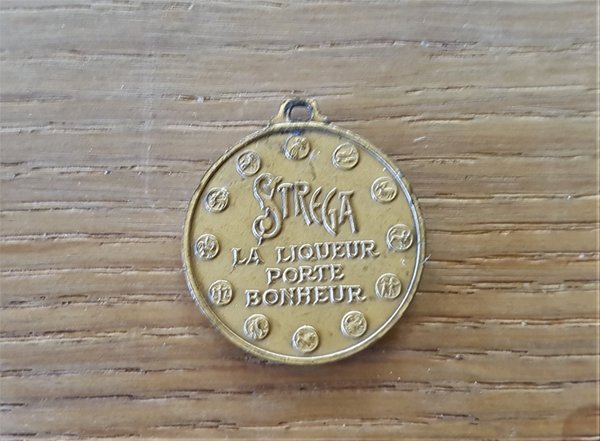 STREGA
LA LIQUEUR
PORTE
BONHEUR